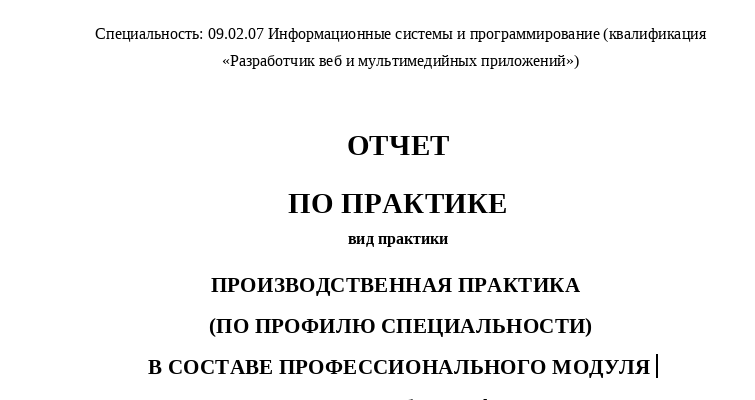 Специальность: 09.02.07 Информационные системы и программирование (квалификация
«Разработчик веб и мультимедийных приложений»)
ОТЧЕТ
ПО ПРАКТИКЕ
вид практики
ПРОИЗВОДСТВЕННАЯ ПРАКТИКА
(ПО ПРОФИЛЮ СПЕЦИАЛЬНОСТИ)
В СОСТАВЕ ПРОФЕССИОНАЛЬНОГО МОДУЛЯ